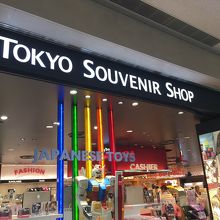 TOKYO SOUVENIR SHOP
JAPANESE TOYS
FASHION
CASHIER